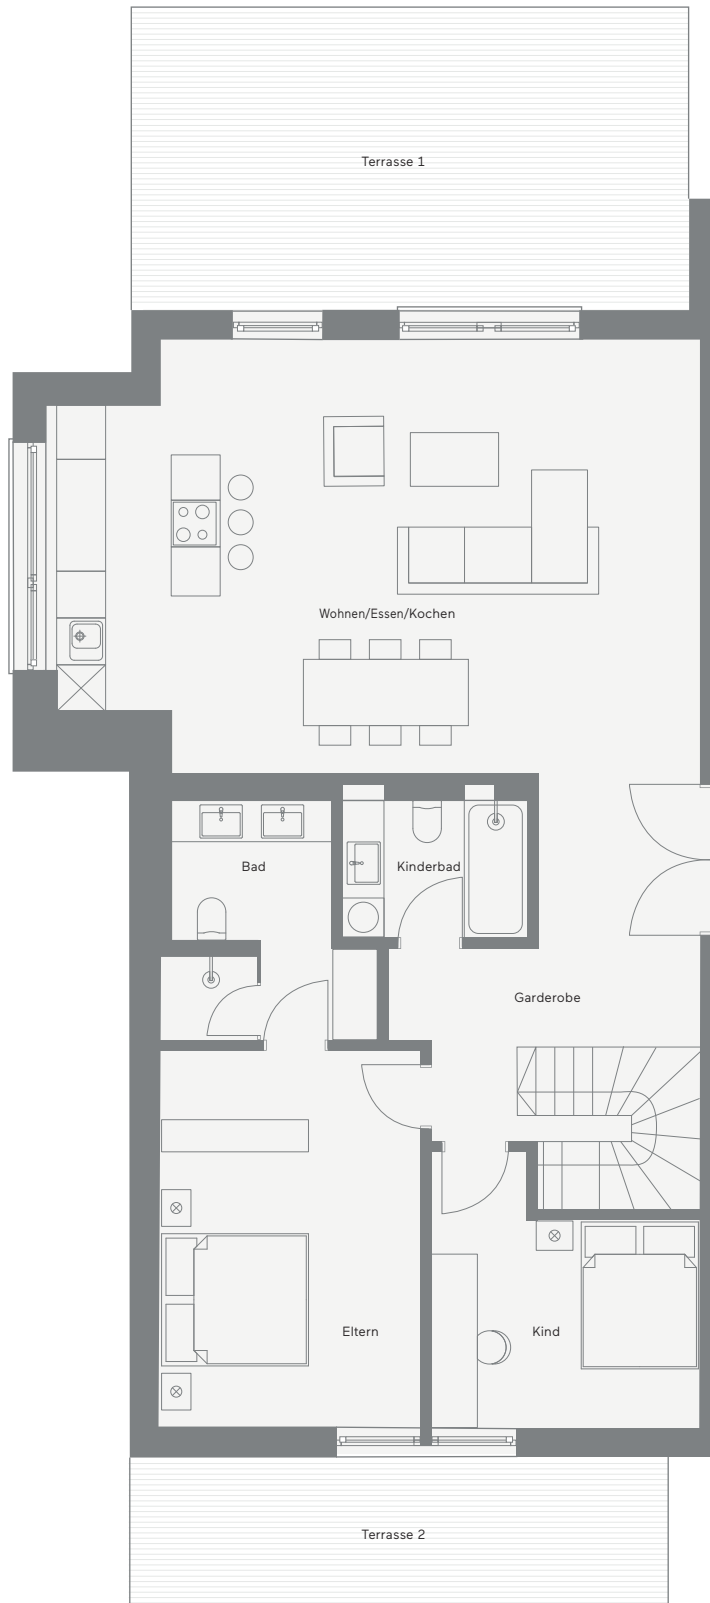 Terrasse 1
Wohnen/Essen/Kochen
Bad
Kinderbad
Garderobe
Eltern
Kind
Terrasse 2